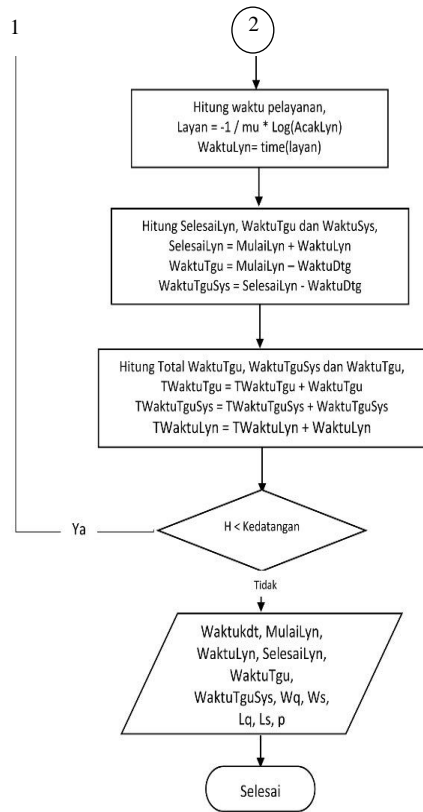 1
2
Hitung waktu pelayanan,
Layan = -1 / mu * Log(AcakLyn)
WaktuLyn= time(layan)
Hitung SelesaiLyn, WaktuTgu dan WaktuSys,
SelesaiLyn = MulaiLyn + WaktuLyn
WaktuTgu = MulaiLyn – WaktuDtg
WaktuTguSys = SelesaiLyn - WaktuDtg
Hitung Total WaktuTgu, WaktuTguSys dan WaktuTgu,
TWaktuTgu = TWaktuTgu + WaktuTgu
TWaktuTguSys = TWaktuTguSys + WaktuTguSys
TWaktuLyn = TWaktuLyn + WaktuLyn
Ya
H < Kedatangan
Tidak
Waktukdt, MulaiLyn,
WaktuLyn, SelesaiLyn,
WaktuTgu,
WaktuTguSys, Wq, Ws,
Lq, Ls, p
Selesai